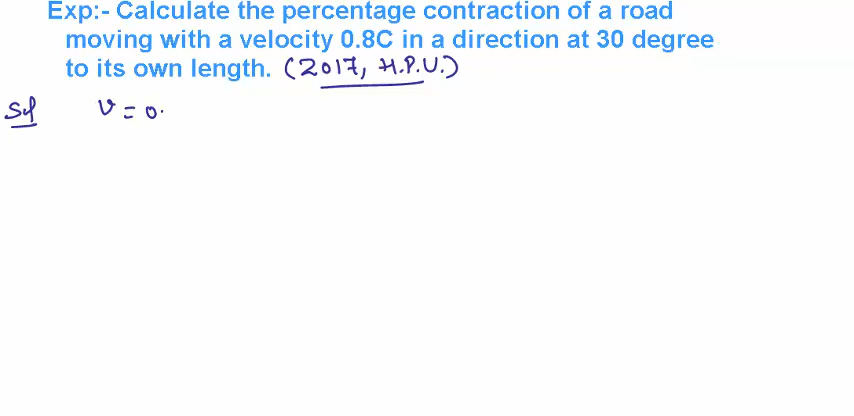 Exp:- Calculate the percentage contraction of a road
moving with a velocity 0.8C in a direction at 30 degree
to its own length. (2017, H.P.U.)
Sol v = 0.